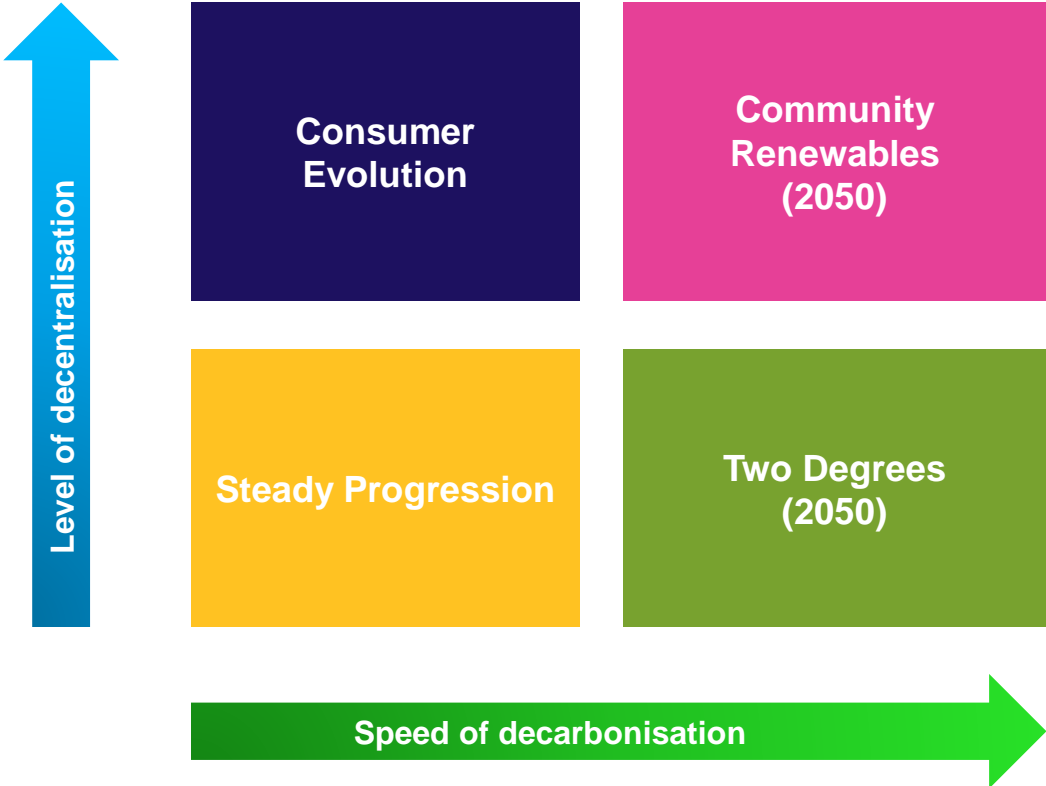 Level of decentralisation
Consumer
Evolution
Community
Renewables
(2050)
Steady Progression
Two Degrees
(2050)
Speed of decarbonisation